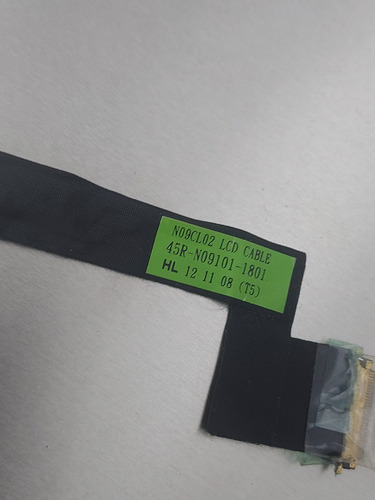 N09CL02 LCD CABLE
45R-N09101-1801
HL 12 11 08 (T5)